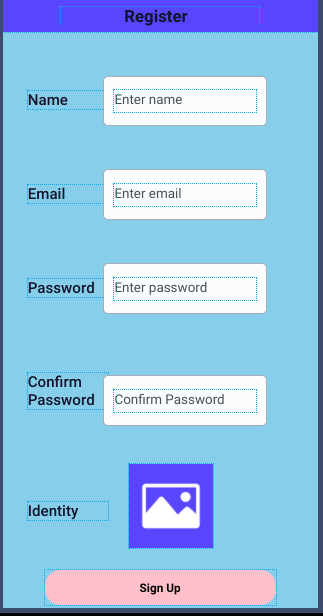 Register
Name
Enter name
Email
Enter email
Password
Enter password
Confirm
Password
Confirm Password
Identity
Sign Up